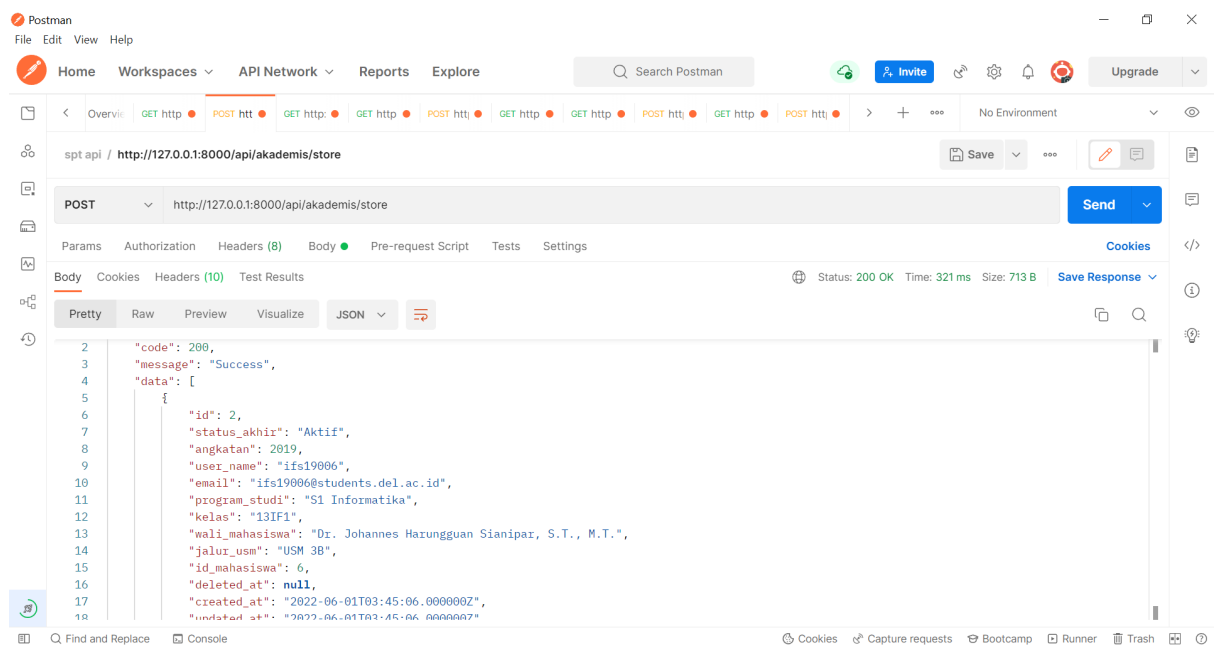 Postman
File Edit View Help
Home Workspaces API Network Reports Explore Search Postman Invite Upgrade
Overvie GET http POST htt GET http: GET http POST htt GET http GET http POST htt GET http POST htt No Environment
spt api / http://127.0.0.1:8000/api/akademis/store Save
POST http://127.0.0.1:8000/api/akademis/store Send
Params Authorization Headers (8) Body Pre-request Script Tests Settings Cookies
Body Cookies Headers (10) Test Results Status: 200 OK Time: 321 ms Size: 713 B Save Response
Pretty Raw Preview Visualize JSON
2 "code": 200,
3 "message": "Success",
4 "data": [
5 {
6 "id": 2,
7 "status_akhir": "Aktif",
8 "angkatan": 2019,
9 "user_name": "ifs19006",
10 "email": "ifs19006@students.del.ac.id",
11 "program_studi": "S1 Informatika",
12 "kelas": "13IF1",
13 "wali_mahasiswa": "Dr. Johannes Harungguan Sianipar, S.T., M.T.",
14 "jalur_usm": "USM 3B",
15 "id_mahasiswa": 6,
16 "deleted_at": null,
17 "created_at": "2022-06-01T03:45:06.000000Z",
18 "updated_at": "2022-06-01T03:45:06.000000Z"
Find and Replace Console Cookies Capture requests Bootcamp Runner Trash